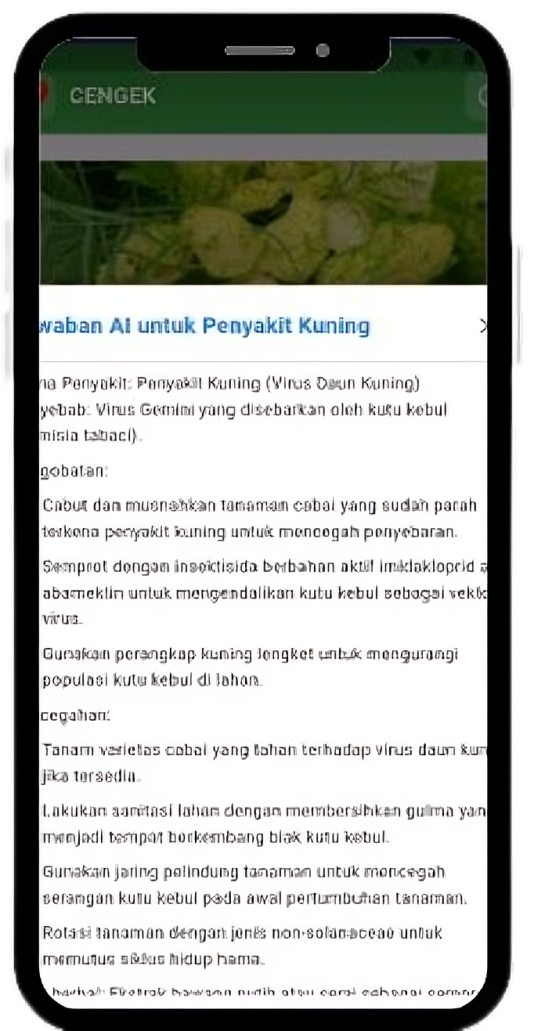 CENGEK
waban AI untuk Penyakit Kuning
na Penyakit: Penyakit Kuning (Virus Daun Kuning)
yebab: Virus Gemini yang disebarkan oleh kutu kebul
misia tabaci).
gobatan:
Cabut dan musnahkan tanaman cabai yang sudah parah
terkena penyakit kuning untuk mencegah penyebaran.
Semprot dengan insektisida berbahan aktif imidakloprid a
abamektin untuk mengendalikan kutu kebul sebagai vekto
virus.
Gunakan perangkap kuning lengket untuk mengurangi
populasi kutu kebul di lahan.
cegahan:
Tanam varietas cabai yang tahan terhadap virus daun kun
jika tersedia.
Lakukan sanitasi lahan dengan membersihkan gulma yan
menjadi tempat berkembang biak kutu kebul.
Gunakan jaring pelindung tanaman untuk mencegah
serangan kutu kebul pada awal pertumbuhan tanaman.
Rotasi tanaman dengan jenis non-solanaceae untuk
memutus siklus hidup hama.